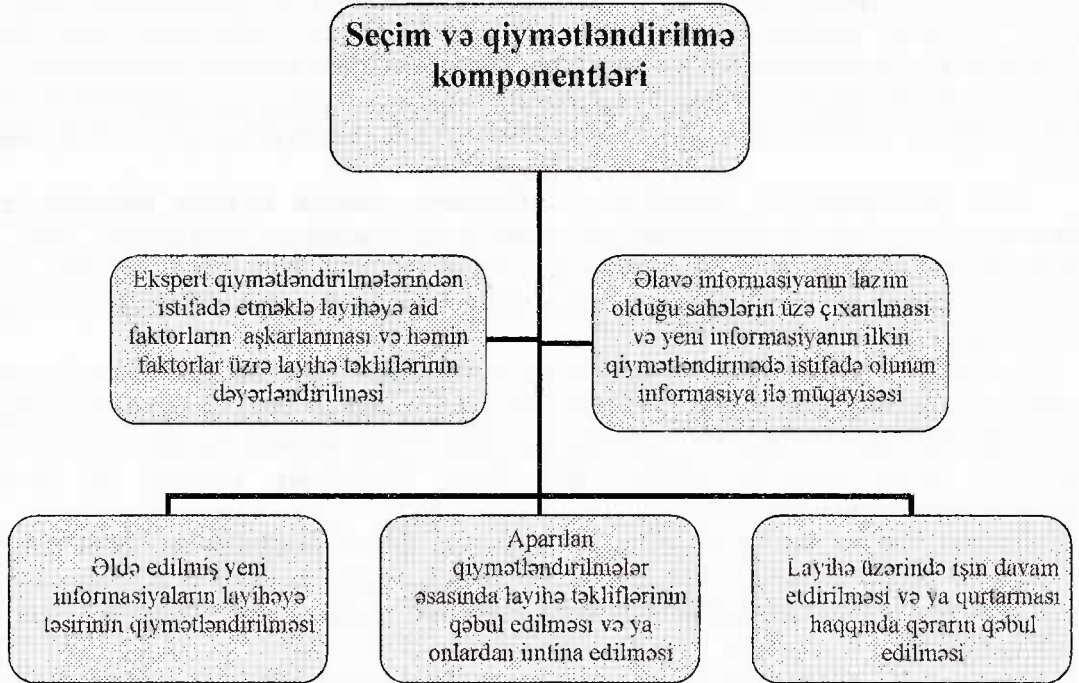 Seçim və qiymətləndirilmə
komponentləri
Ekspert qiymətləndirilmələrindən
istifadə etməklə layihəyə aid
faktorların aşkarlanması və həmin
faktorlar üzrə layihə təkliflərinin
dəyərləndirilməsi
Əlavə informasiyanın lazım
olduğu sahələrin üzə çıxarılması
və yeni informasiyanın ilkin
qiymətləndirmədə istifadə olunan
informasiya ilə müqayisəsi
Əldə edilmiş yeni
informasiyaların layihəyə
təsirinin qiymətləndirilməsi
Aparılan
qiymətləndirilmələr
əsasında layihə təkliflərinin
qəbul edilməsi və ya
onlardan imtina edilməsi
Layihə üzərində işin davam
etdirilməsi və ya qurtarması
haqqında qərarın qəbul
edilməsi